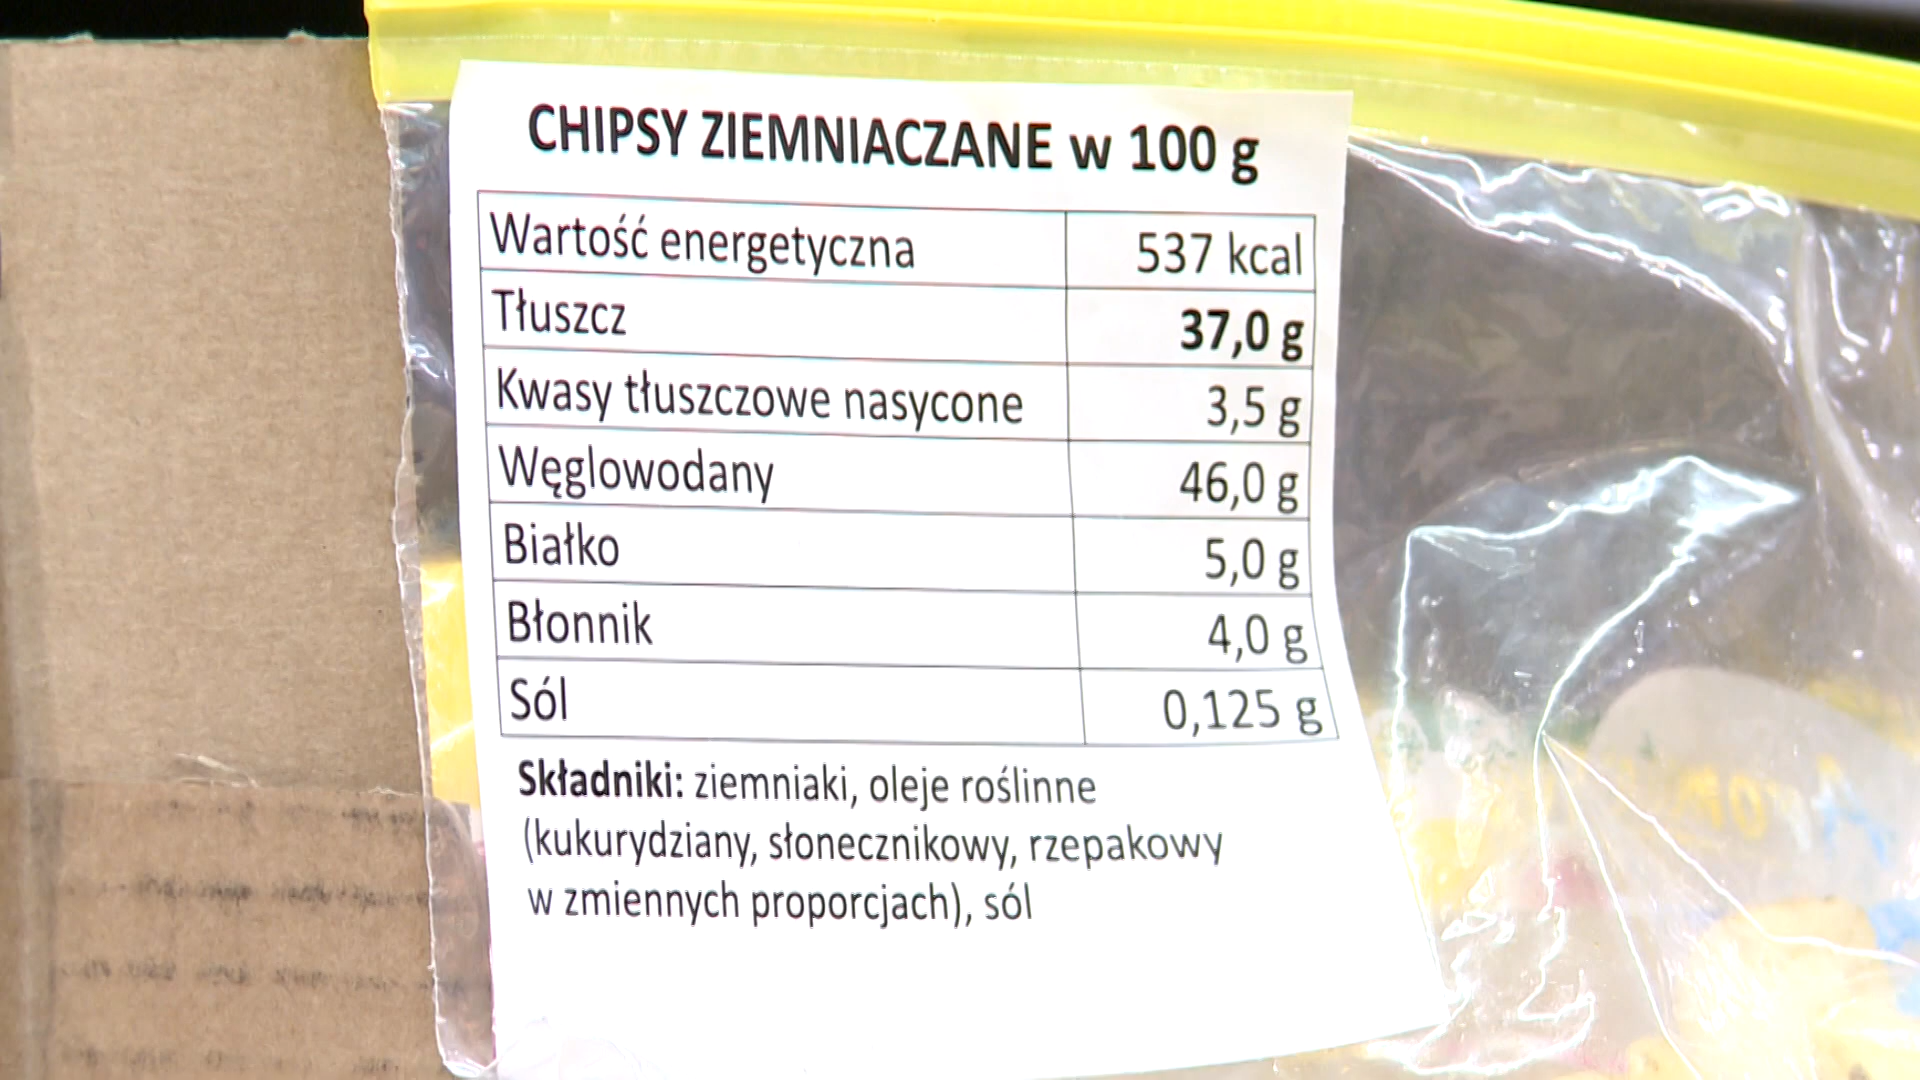 CHIPSY ZIEMNIACZANE w 100 g
Wartość energetyczna 537 kcal
Tłuszcz 37,0 g
Kwasy tłuszczowe nasycone 3,5 g
Węglowodany 46,0 g
Białko 5,0 g
Błonnik 4,0 g
Sól 0,125 g
Składniki: ziemniaki, oleje roślinne
(kukurydziany, słonecznikowy, rzepakowy
w zmiennych proporcjach), sól